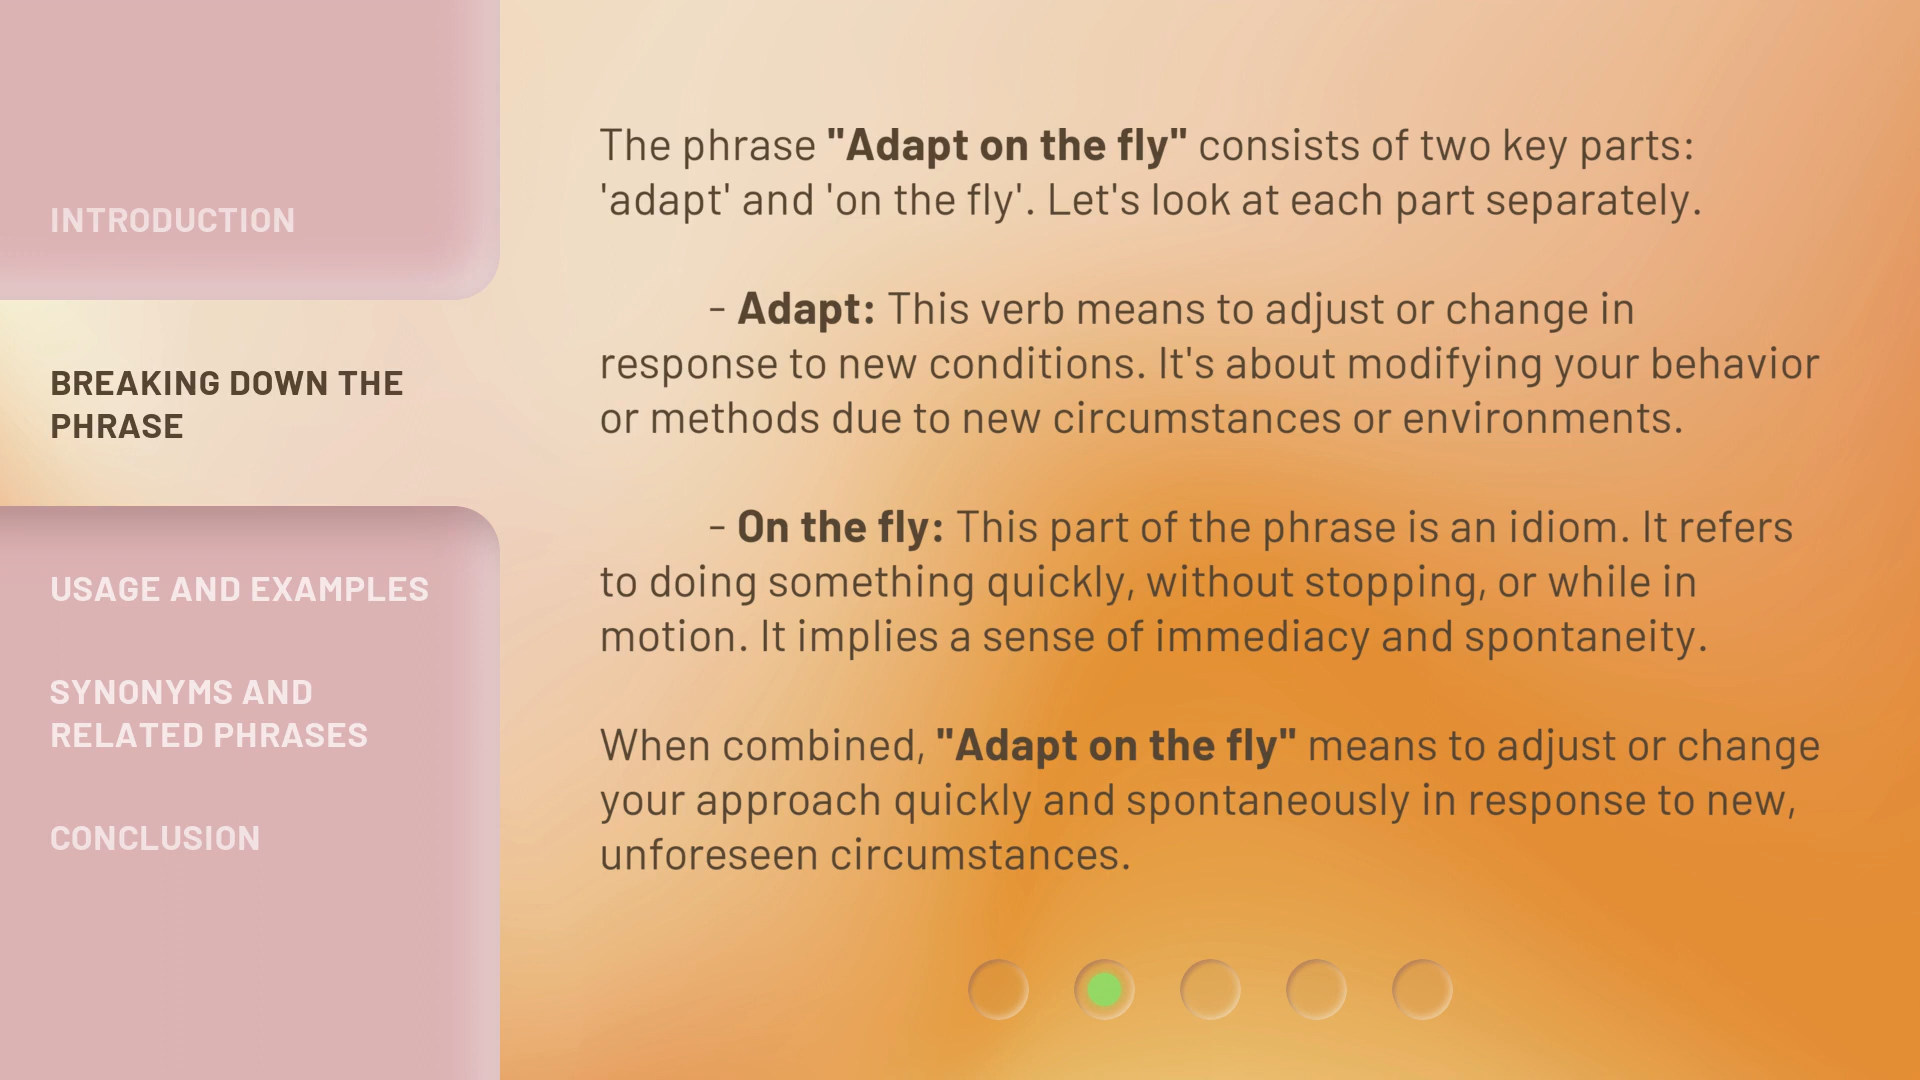 INTRODUCTION
BREAKING DOWN THE
PHRASE
USAGE AND EXAMPLES
SYNONYMS AND
RELATED PHRASES
CONCLUSION
The phrase "Adapt on the fly" consists of two key parts:
'adapt' and 'on the fly'. Let's look at each part separately.
- Adapt: This verb means to adjust or change in
response to new conditions. It's about modifying your behavior
or methods due to new circumstances or environments.
- On the fly: This part of the phrase is an idiom. It refers
to doing something quickly, without stopping, or while in
motion. It implies a sense of immediacy and spontaneity.
When combined, "Adapt on the fly" means to adjust or change
your approach quickly and spontaneously in response to new,
unforeseen circumstances.